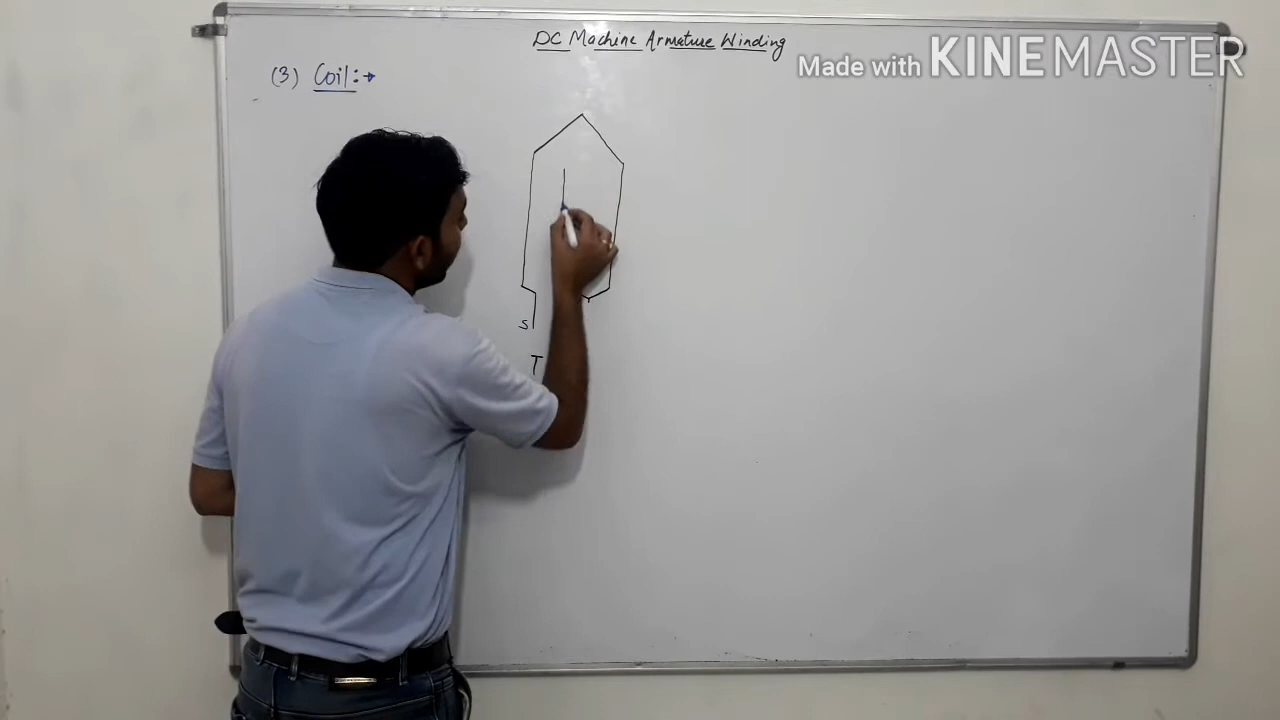 DC Machine Armature Winding
Made with KINEMASTER
(3) Coil:→
S
T